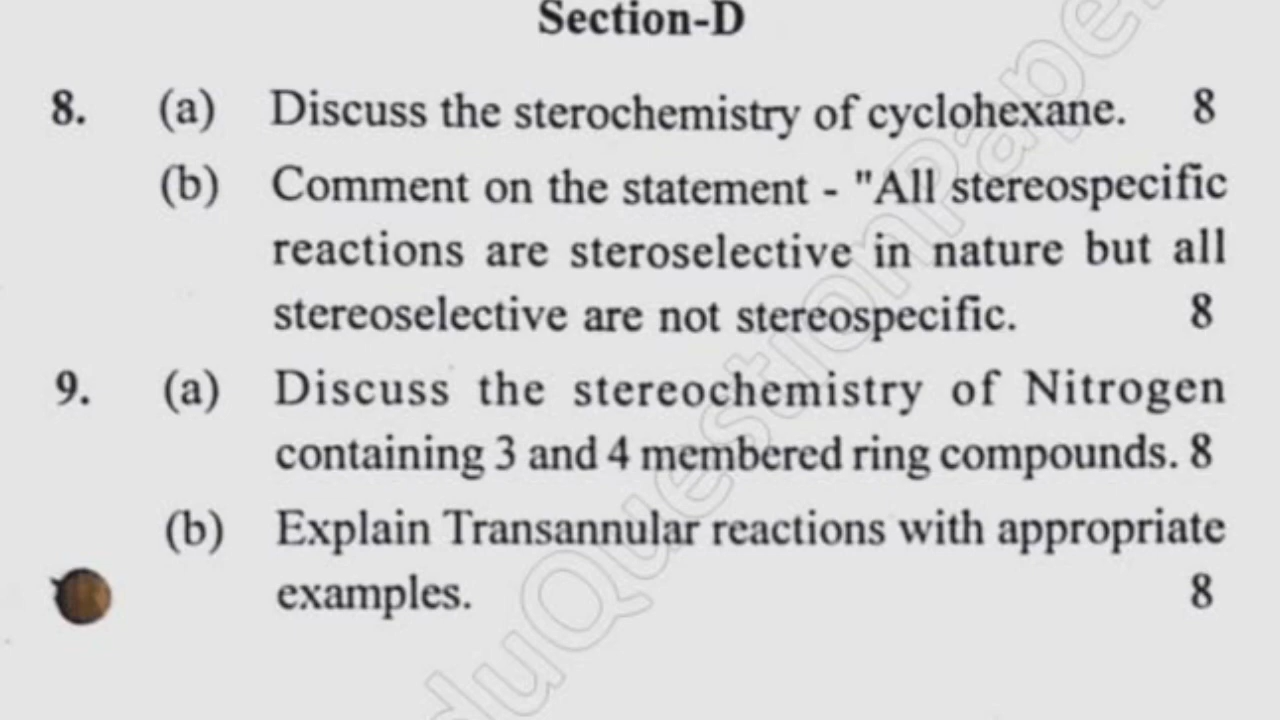 Section-D
8. (a) Discuss the sterochemistry of cyclohexane. 8
(b) Comment on the statement - "All stereospecific
reactions are steroselective in nature but all
stereoselective are not stereospecific. 8
9. (a) Discuss the stereochemistry of Nitrogen
containing 3 and 4 membered ring compounds. 8
(b) Explain Transannular reactions with appropriate
examples. 8
duQuestionPape